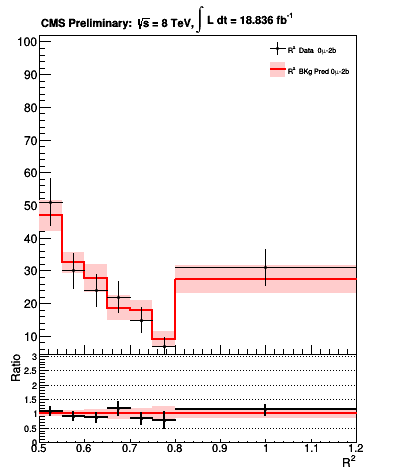 CMS Preliminary: √s = 8 TeV, ∫ L dt = 18.836 fb⁻¹
R² Data 0μ-2b
R² BKg Pred 0μ-2b
100
90
80
70
60
50
40
30
20
10
Ratio
3
2.5
2
1.5
1
0.5
0
0.5 0.6 0.7 0.8 0.9 1 1.1 1.2
R²